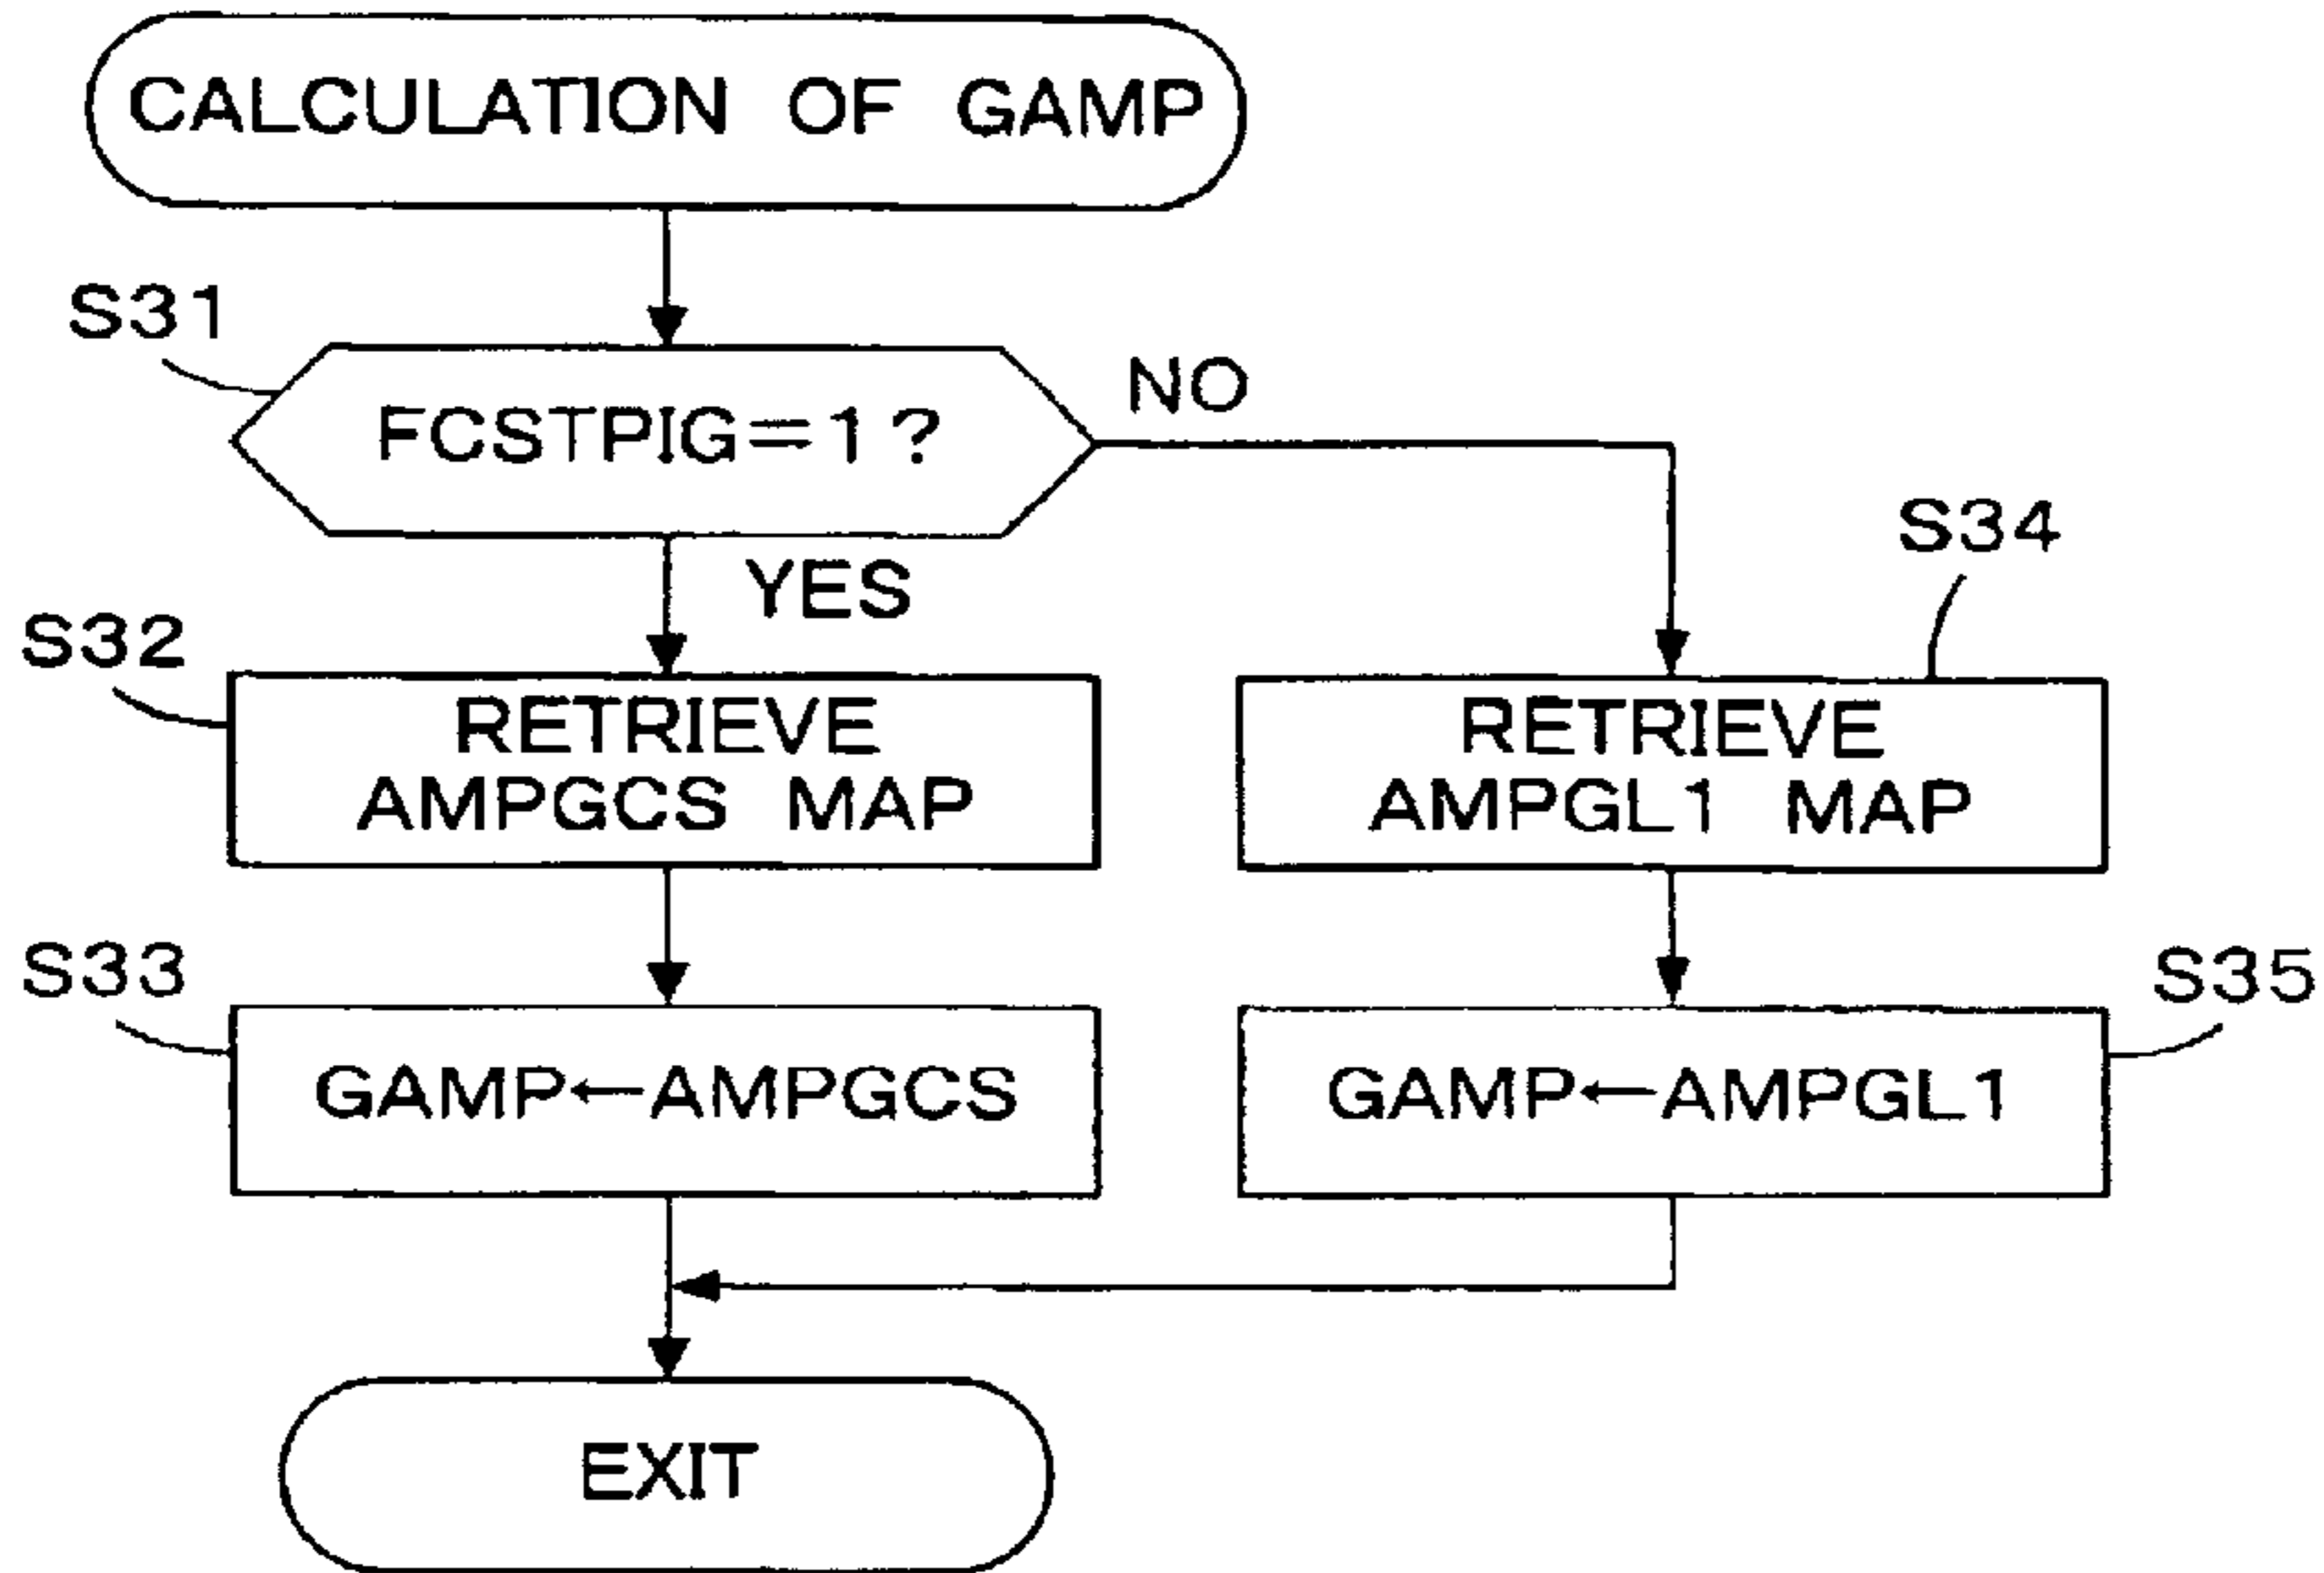 CALCULATION OF GAMP
S31
FCSTPIG=1?
NO
YES
S32
RETRIEVE
AMPGCS MAP
S34
RETRIEVE
AMPGL1 MAP
S33
GAMP←AMPGCS
S35
GAMP←AMPGL1
EXIT